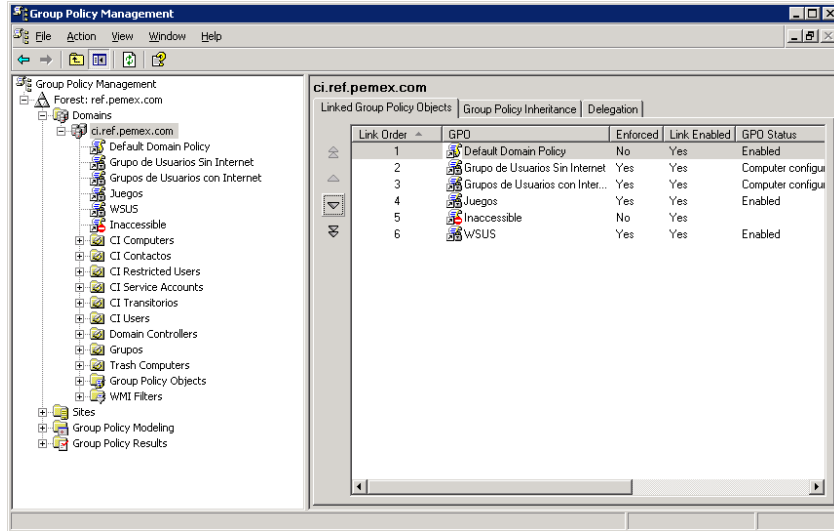 Group Policy Management
File Action View Window Help
Group Policy Management
Forest: ref.pemex.com
Domains
ci.ref.pemex.com
Default Domain Policy
Grupo de Usuarios Sin Internet
Grupos de Usuarios con Internet
Juegos
WSUS
Inaccessible
CI Computers
CI Contactos
CI Restricted Users
CI Service Accounts
CI Transitorios
CI Users
Domain Controllers
Grupos
Trash Computers
Group Policy Objects
WMI Filters
Sites
Group Policy Modeling
Group Policy Results
ci.ref.pemex.com
Linked Group Policy Objects Group Policy Inheritance Delegation
Link Order GPO Enforced Link Enabled GPO Status
1 Default Domain Policy No Yes Enabled
2 Grupo de Usuarios Sin Internet Yes Yes Computer configur
3 Grupos de Usuarios con Inter... Yes Yes Computer configur
4 Juegos Yes Yes Enabled
5 Inaccessible No Yes
6 WSUS Yes Yes Enabled